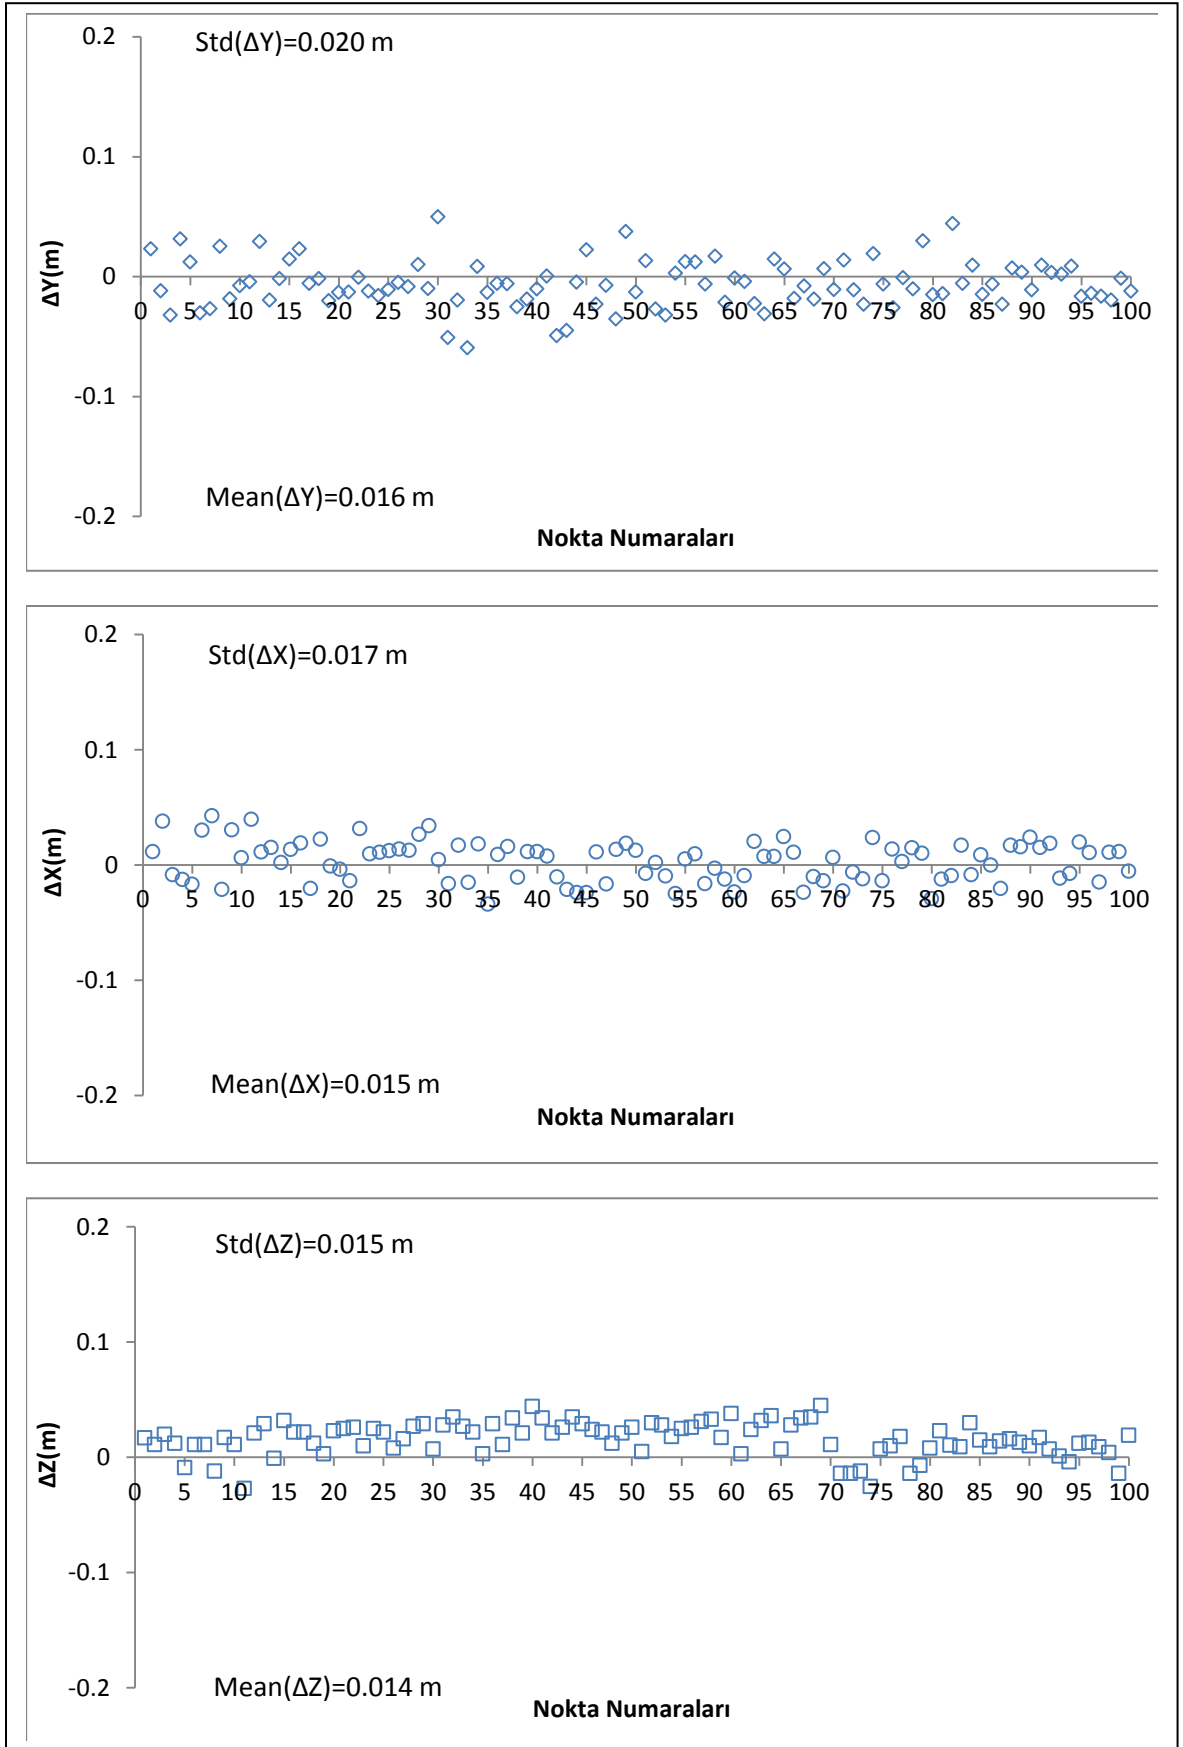 Std(ΔY)=0.020 m
0.2
0.1
0
-0.1
-0.2
ΔY(m)
0 5 10 15 20 25 30 35 40 45 50 55 60 65 70 75 80 85 90 95 100
Mean(ΔY)=0.016 m
Nokta Numaraları
Std(ΔX)=0.017 m
0.2
0.1
0
-0.1
-0.2
ΔX(m)
0 5 10 15 20 25 30 35 40 45 50 55 60 65 70 75 80 85 90 95 100
Mean(ΔX)=0.015 m
Nokta Numaraları
Std(ΔZ)=0.015 m
0.2
0.1
0
-0.1
-0.2
ΔZ(m)
0 5 10 15 20 25 30 35 40 45 50 55 60 65 70 75 80 85 90 95 100
Mean(ΔZ)=0.014 m
Nokta Numaraları